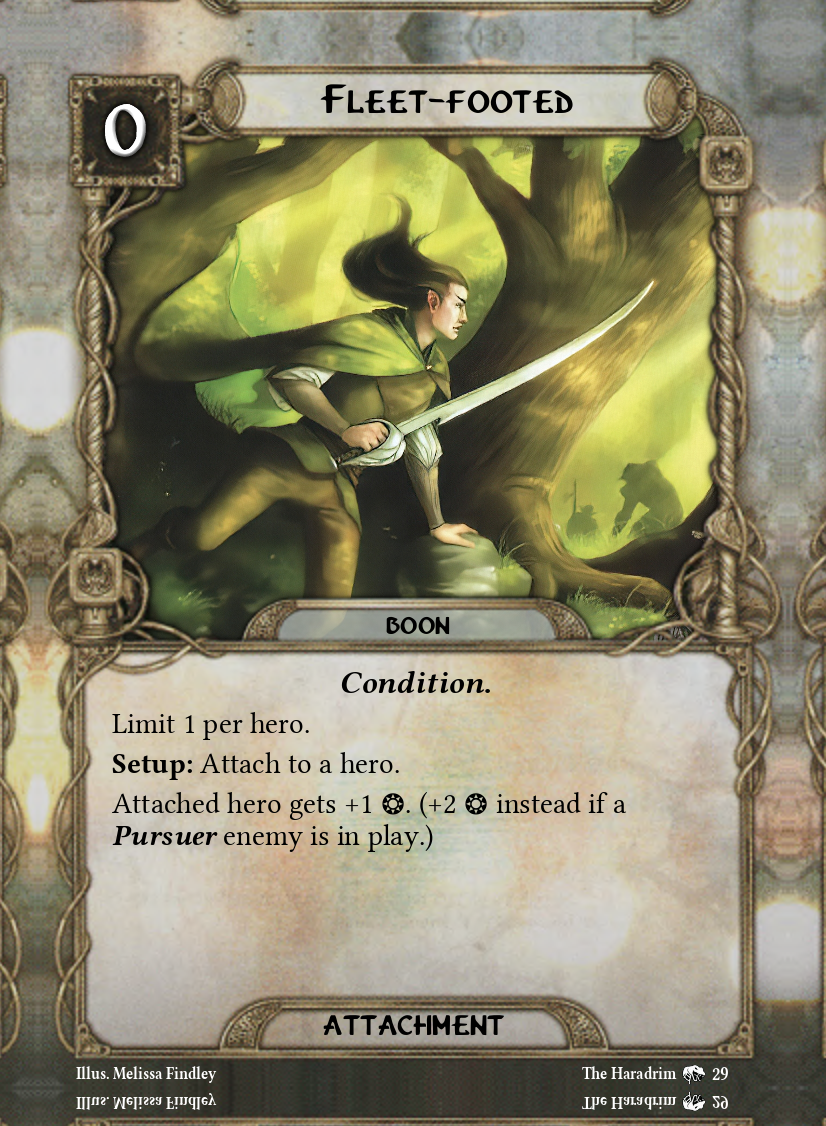 0
FLEET-FOOTED
BOON
Condition.
Limit 1 per hero.
Setup: Attach to a hero.
Attached hero gets +1 . (+2  instead if a
Pursuer enemy is in play.)
ATTACHMENT
Illus. Melissa Findley
The Haradrim 29
Illus. Melissa Findley
The Haradrim 29